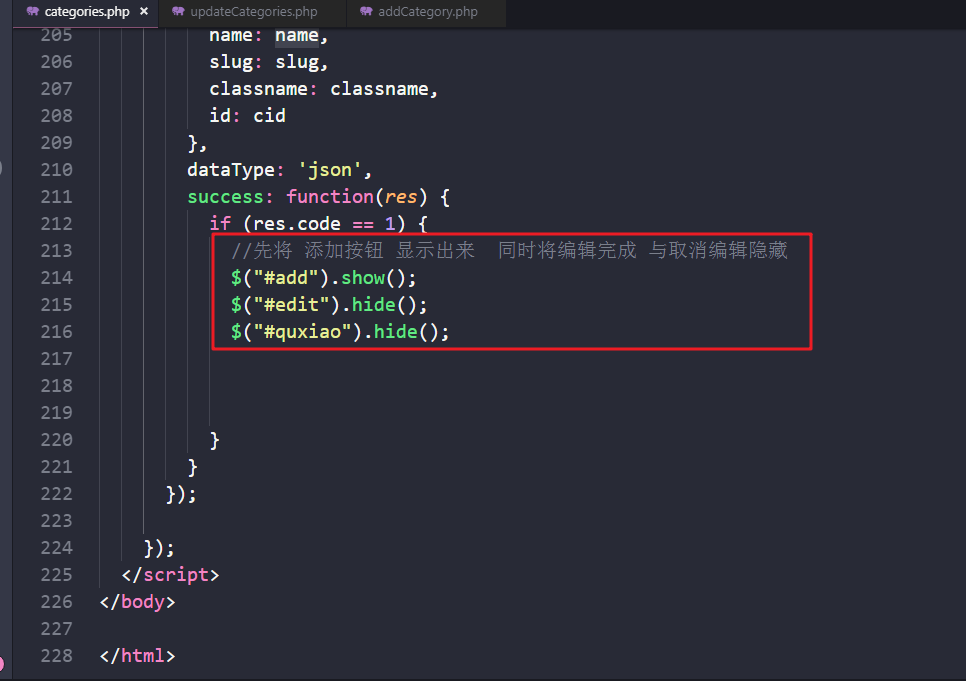 categories.php × updateCategories.php addCategory.php
205 name: name,
206 slug: slug,
207 classname: classname,
208 id: cid
209 },
210 dataType: 'json',
211 success: function(res) {
212 if (res.code == 1) {
213 //先将 添加按钮 显示出来  同时将编辑完成 与取消编辑隐藏
214 $("#add").show();
215 $("#edit").hide();
216 $("#quxiao").hide();
217
218
219
220 }
221 }
222 });
223
224 });
225 </script>
226 </body>
227
228 </html>